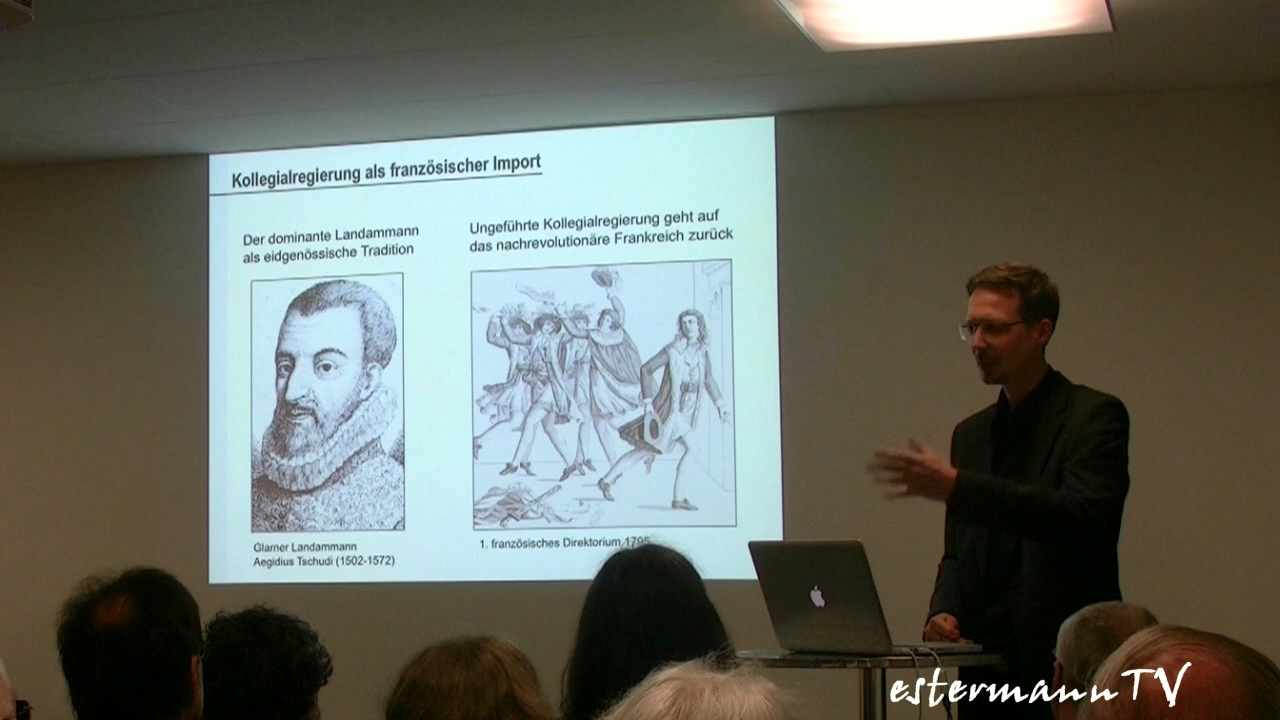 Kollegialregierung als französischer Import
Der dominante Landammann
als eidgenössische Tradition
Ungeführte Kollegialregierung geht auf
das nachrevolutionäre Frankreich zurück
Glarner Landammann
Aegidius Tschudi (1502-1572)
1. französisches Direktorium 1795
estermannTV